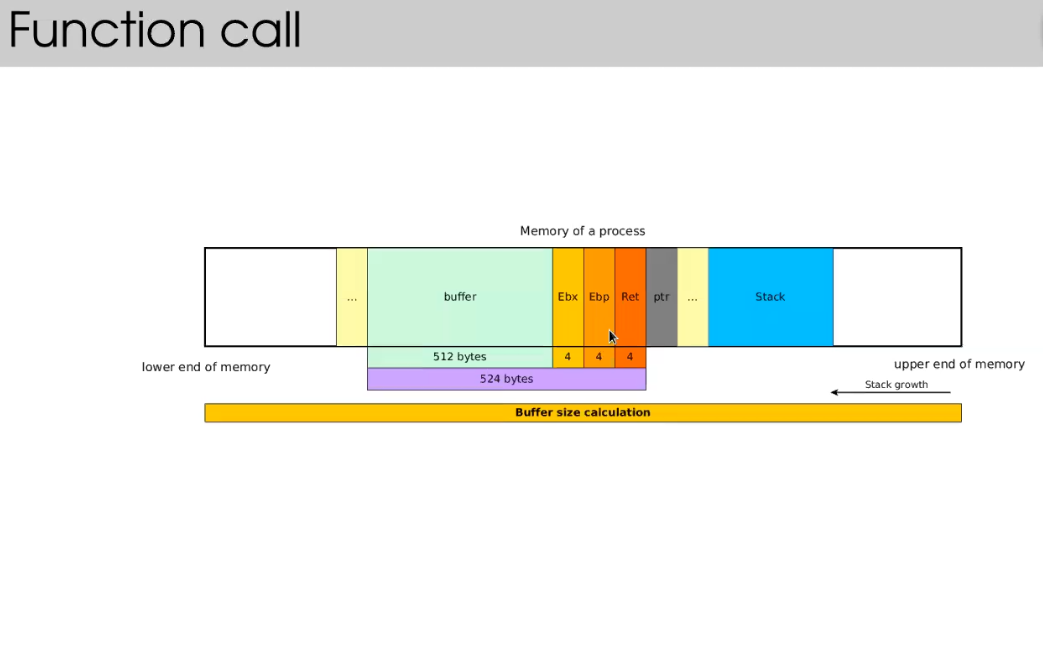 Function call
Memory of a process
... buffer Ebx Ebp Ret ptr ... Stack
512 bytes 4 4 4
524 bytes
lower end of memory
upper end of memory
Stack growth
Buffer size calculation